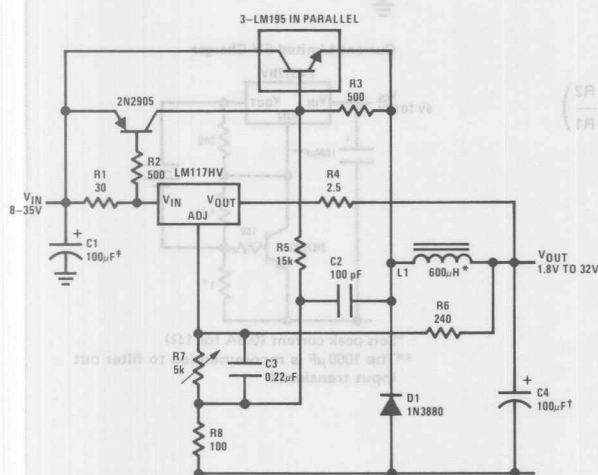 3-LM195 IN PARALLEL
R3
500
2N2905
R2
500
R1
30
LM117HV
VIN
VOUT
ADJ
R4
2.5
VIN
8-35V
C1
+
100μF‡
R5
15k
C2
100 pF
L1
600μH*
VOUT
1.8V TO 32V
R6
240
R7
5k
C3
0.22μF
D1
1N3880
C4
+
100μF†
R8
100